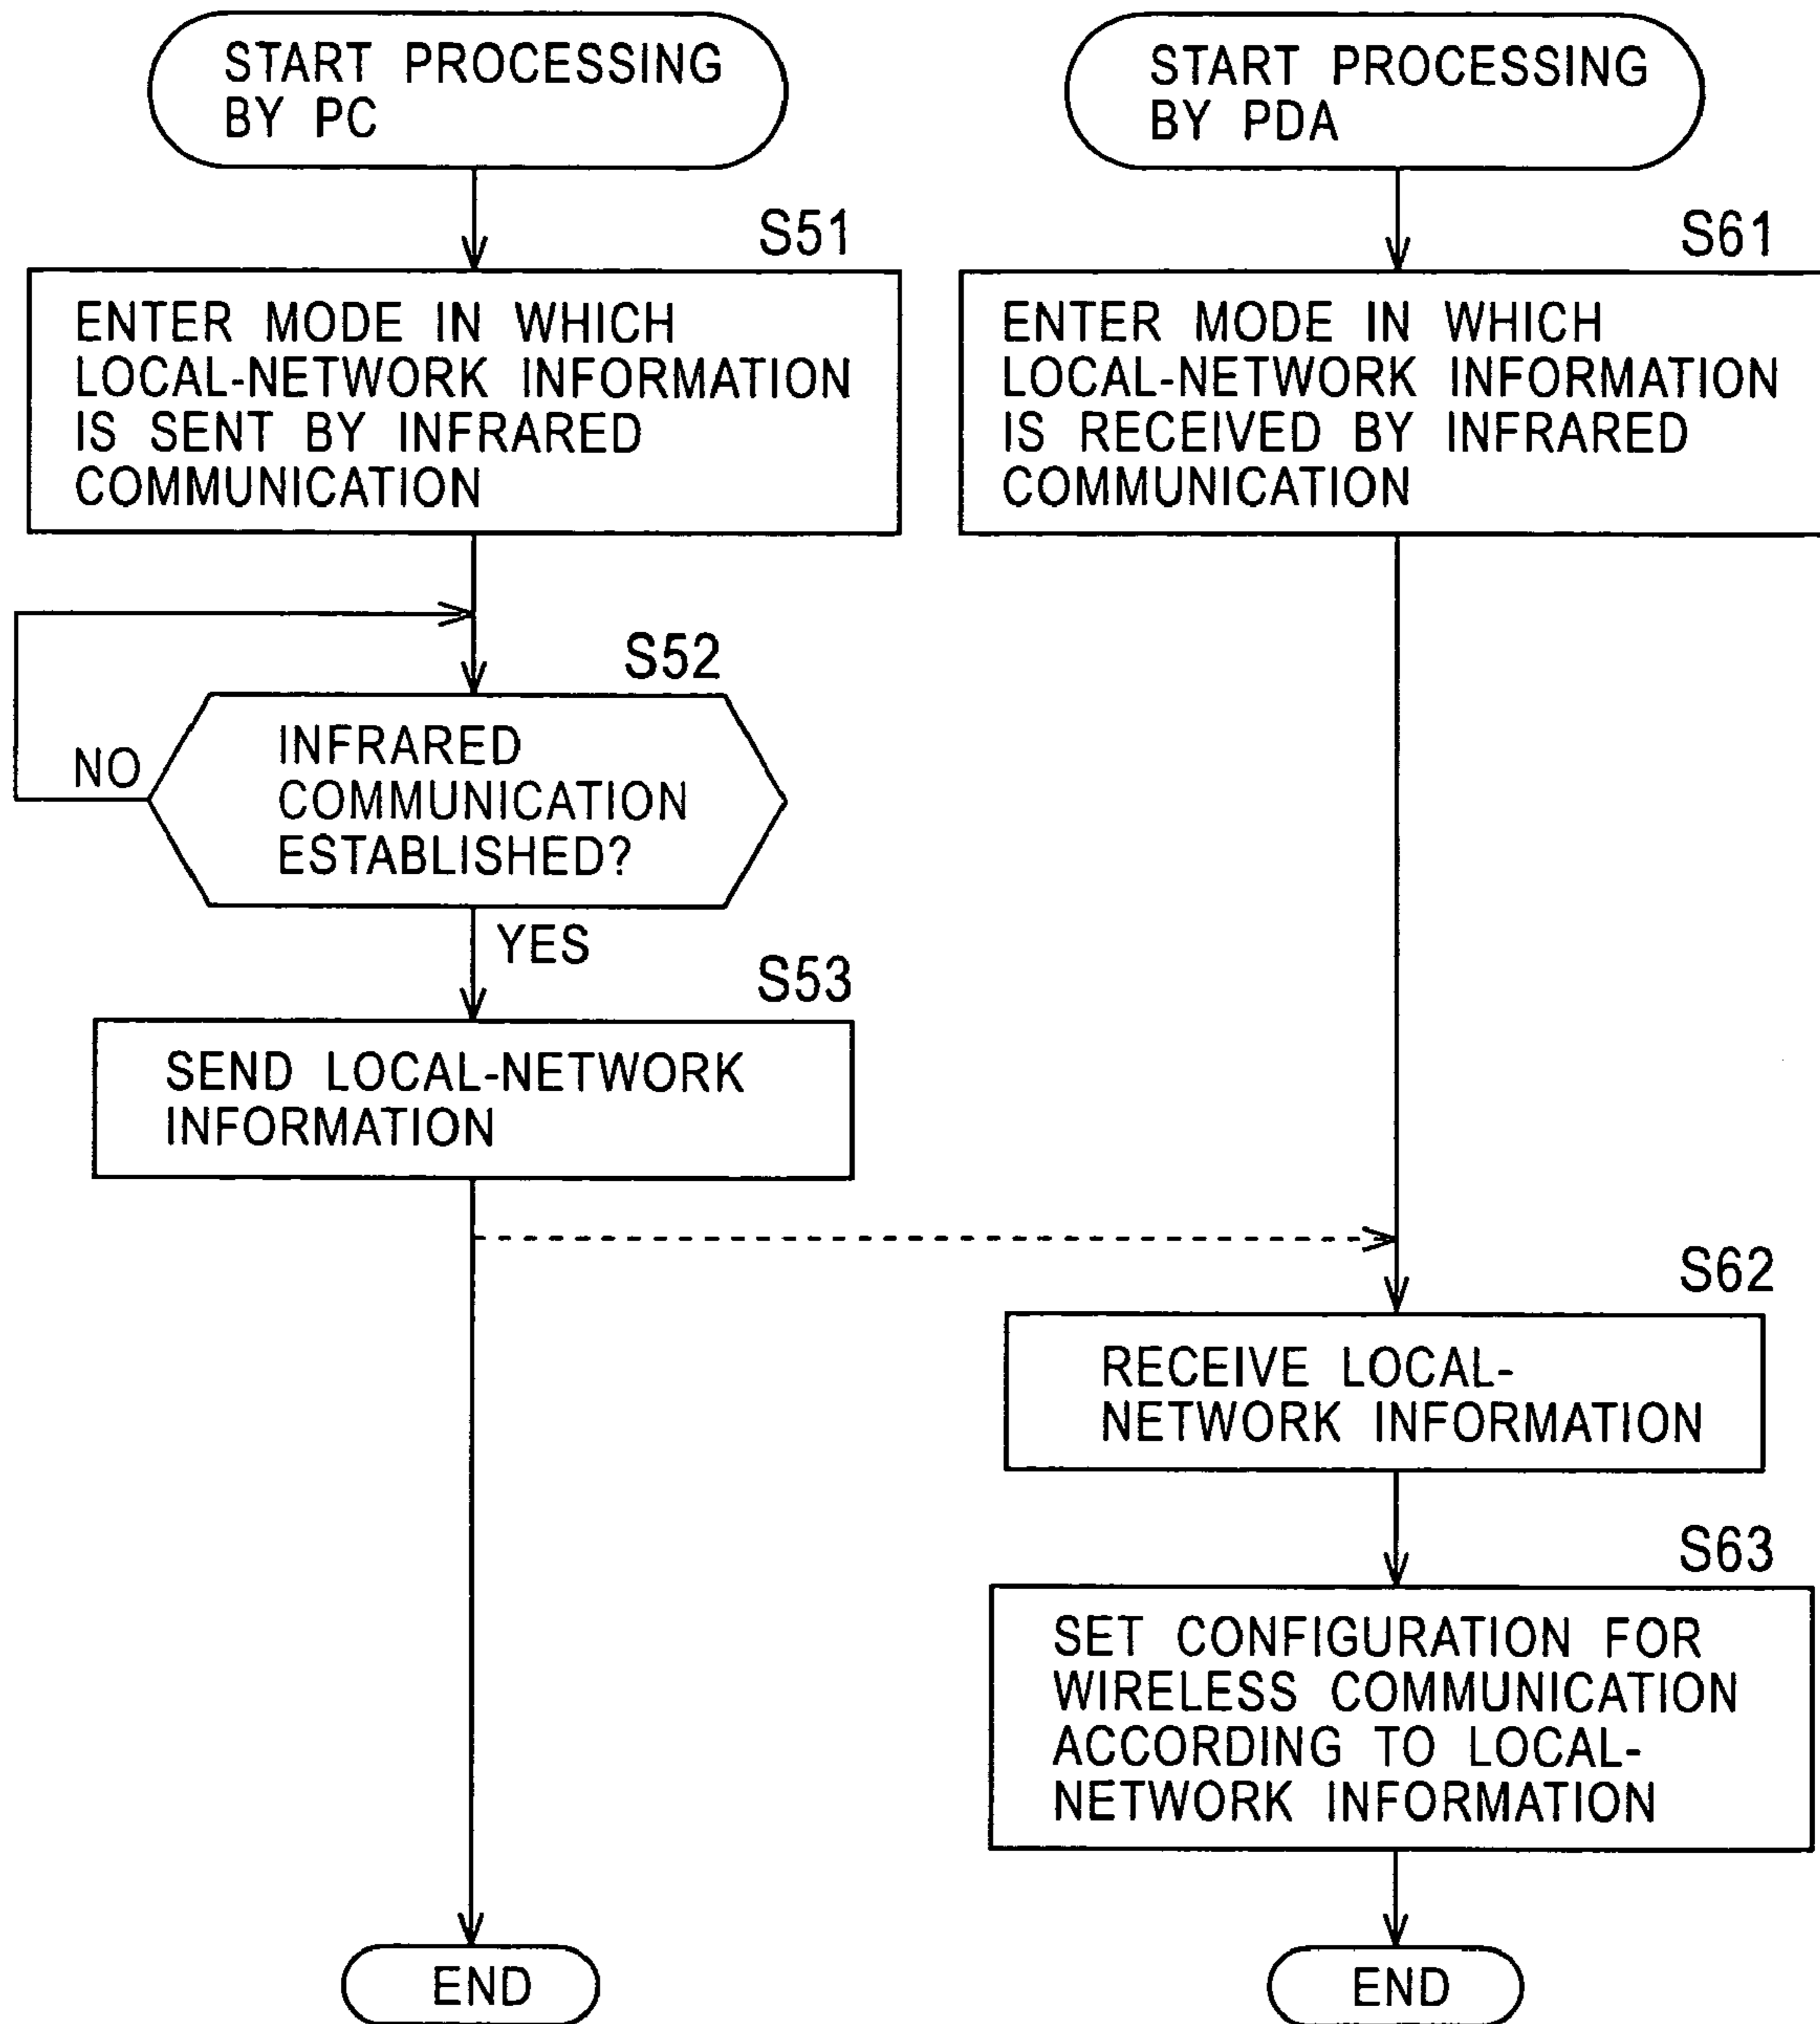 START PROCESSING
BY PC
S51
ENTER MODE IN WHICH
LOCAL-NETWORK INFORMATION
IS SENT BY INFRARED
COMMUNICATION
S52
INFRARED
COMMUNICATION
ESTABLISHED?
NO
YES
S53
SEND LOCAL-NETWORK
INFORMATION
END
START PROCESSING
BY PDA
S61
ENTER MODE IN WHICH
LOCAL-NETWORK INFORMATION
IS RECEIVED BY INFRARED
COMMUNICATION
S62
RECEIVE LOCAL-
NETWORK INFORMATION
S63
SET CONFIGURATION FOR
WIRELESS COMMUNICATION
ACCORDING TO LOCAL-
NETWORK INFORMATION
END